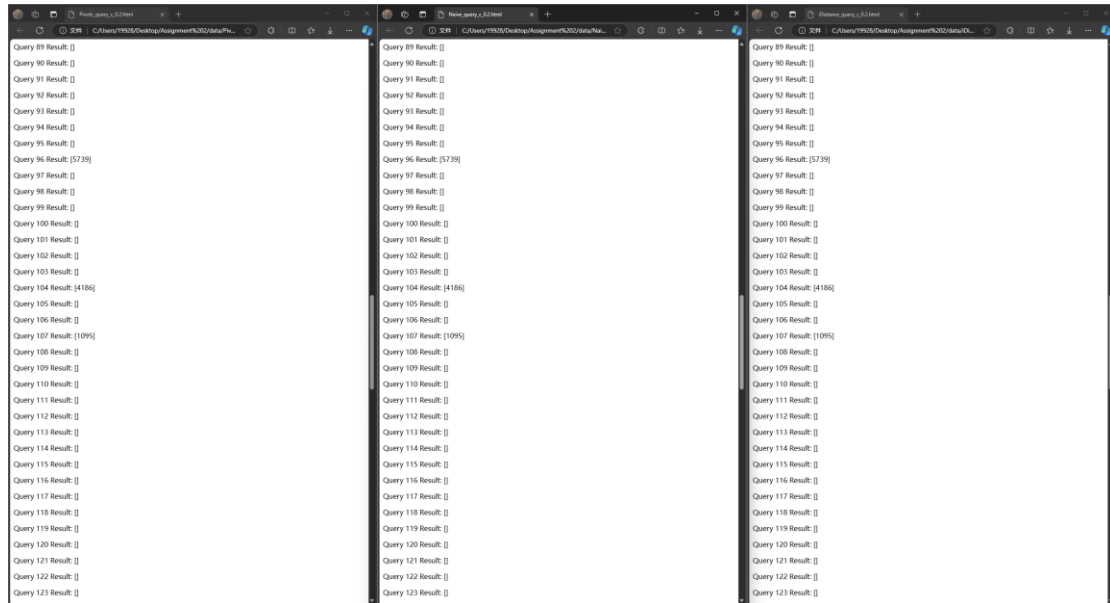 Pivots_query_ε_0.2.html
文件 | C:/Users/19928/Desktop/Assignment%202/data/Piv...
Query 89 Result: []
Query 90 Result: []
Query 91 Result: []
Query 92 Result: []
Query 93 Result: []
Query 94 Result: []
Query 95 Result: []
Query 96 Result: [5739]
Query 97 Result: []
Query 98 Result: []
Query 99 Result: []
Query 100 Result: []
Query 101 Result: []
Query 102 Result: []
Query 103 Result: []
Query 104 Result: [4186]
Query 105 Result: []
Query 106 Result: []
Query 107 Result: [1095]
Query 108 Result: []
Query 109 Result: []
Query 110 Result: []
Query 111 Result: []
Query 112 Result: []
Query 113 Result: []
Query 114 Result: []
Query 115 Result: []
Query 116 Result: []
Query 117 Result: []
Query 118 Result: []
Query 119 Result: []
Query 120 Result: []
Query 121 Result: []
Query 122 Result: []
Query 123 Result: []
Naive_query_ε_0.2.html
文件 | C:/Users/19928/Desktop/Assignment%202/data/Nai...
Query 89 Result: []
Query 90 Result: []
Query 91 Result: []
Query 92 Result: []
Query 93 Result: []
Query 94 Result: []
Query 95 Result: []
Query 96 Result: [5739]
Query 97 Result: []
Query 98 Result: []
Query 99 Result: []
Query 100 Result: []
Query 101 Result: []
Query 102 Result: []
Query 103 Result: []
Query 104 Result: [4186]
Query 105 Result: []
Query 106 Result: []
Query 107 Result: [1095]
Query 108 Result: []
Query 109 Result: []
Query 110 Result: []
Query 111 Result: []
Query 112 Result: []
Query 113 Result: []
Query 114 Result: []
Query 115 Result: []
Query 116 Result: []
Query 117 Result: []
Query 118 Result: []
Query 119 Result: []
Query 120 Result: []
Query 121 Result: []
Query 122 Result: []
Query 123 Result: []
iDistance_query_ε_0.2.html
文件 | C:/Users/19928/Desktop/Assignment%202/data/iDi...
Query 89 Result: []
Query 90 Result: []
Query 91 Result: []
Query 92 Result: []
Query 93 Result: []
Query 94 Result: []
Query 95 Result: []
Query 96 Result: [5739]
Query 97 Result: []
Query 98 Result: []
Query 99 Result: []
Query 100 Result: []
Query 101 Result: []
Query 102 Result: []
Query 103 Result: []
Query 104 Result: [4186]
Query 105 Result: []
Query 106 Result: []
Query 107 Result: [1095]
Query 108 Result: []
Query 109 Result: []
Query 110 Result: []
Query 111 Result: []
Query 112 Result: []
Query 113 Result: []
Query 114 Result: []
Query 115 Result: []
Query 116 Result: []
Query 117 Result: []
Query 118 Result: []
Query 119 Result: []
Query 120 Result: []
Query 121 Result: []
Query 122 Result: []
Query 123 Result: []